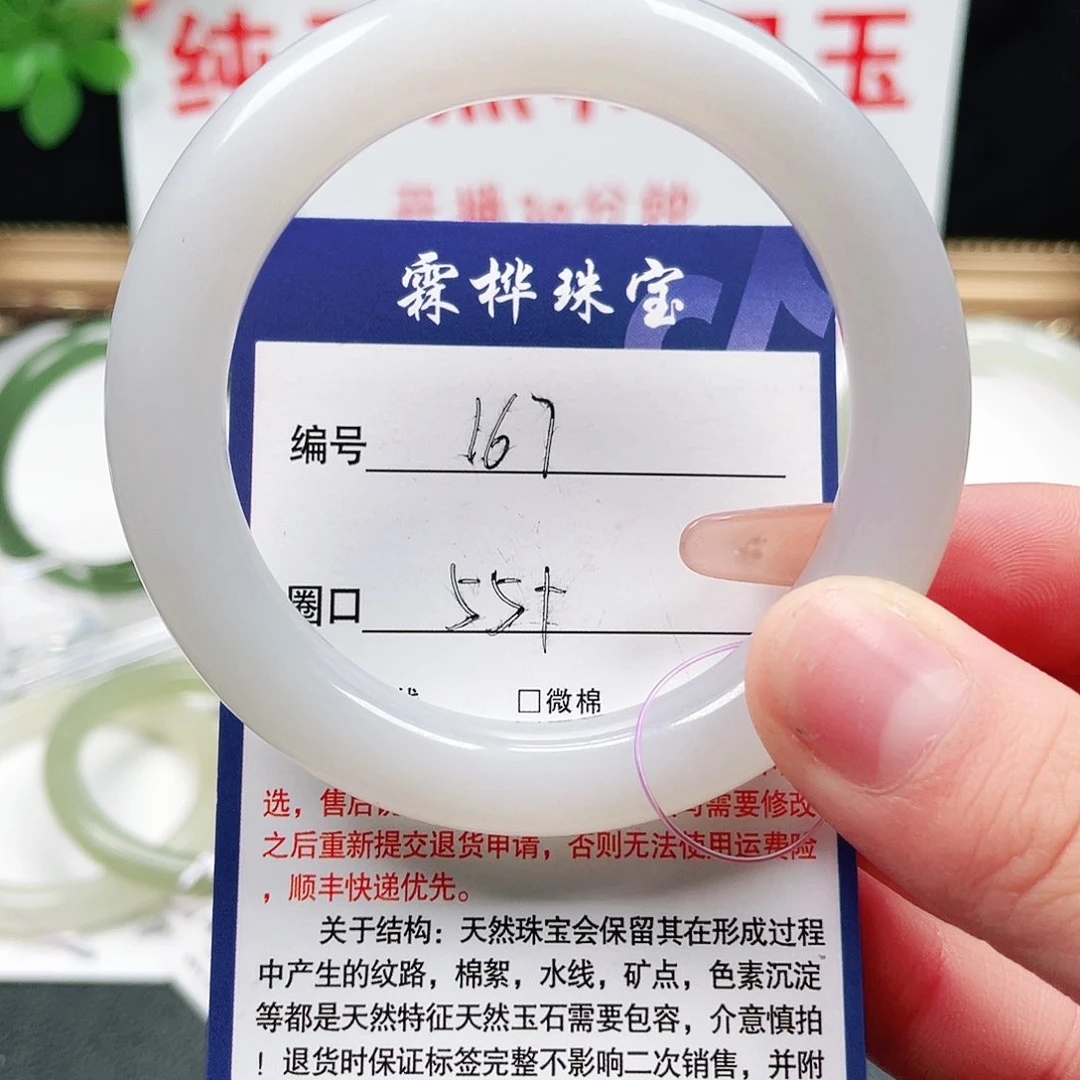 纯
玉
霖桦珠宝
编号 167
圈口 55+
□微棉
选，售后
需要修改
之后重新提交退货申请，否则无法使用运费险
，顺丰快递优先。
关于结构：天然珠宝会保留其在形成过程
中产生的纹路，棉絮，水线，矿点，色素沉淀
等都是天然特征天然玉石需要包容，介意慎拍
！退货时保证标签完整不影响二次销售，并附